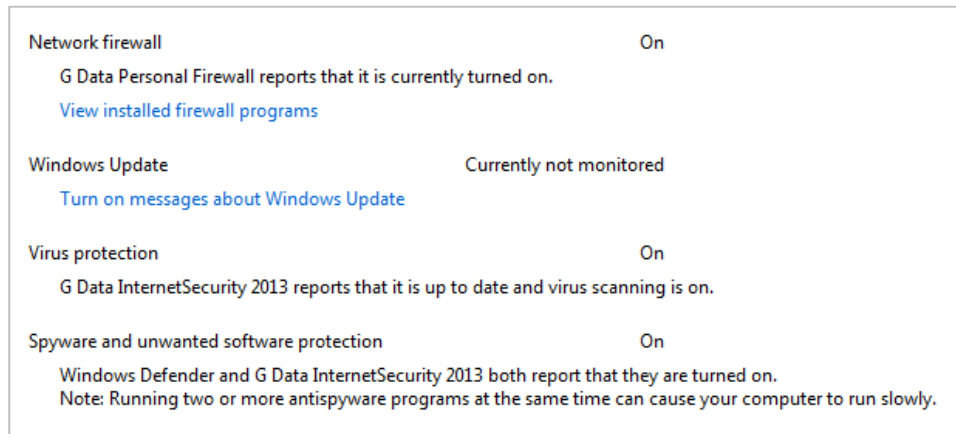 Network firewall On
G Data Personal Firewall reports that it is currently turned on.
View installed firewall programs
Windows Update Currently not monitored
Turn on messages about Windows Update
Virus protection On
G Data InternetSecurity 2013 reports that it is up to date and virus scanning is on.
Spyware and unwanted software protection On
Windows Defender and G Data InternetSecurity 2013 both report that they are turned on.
Note: Running two or more antispyware programs at the same time can cause your computer to run slowly.